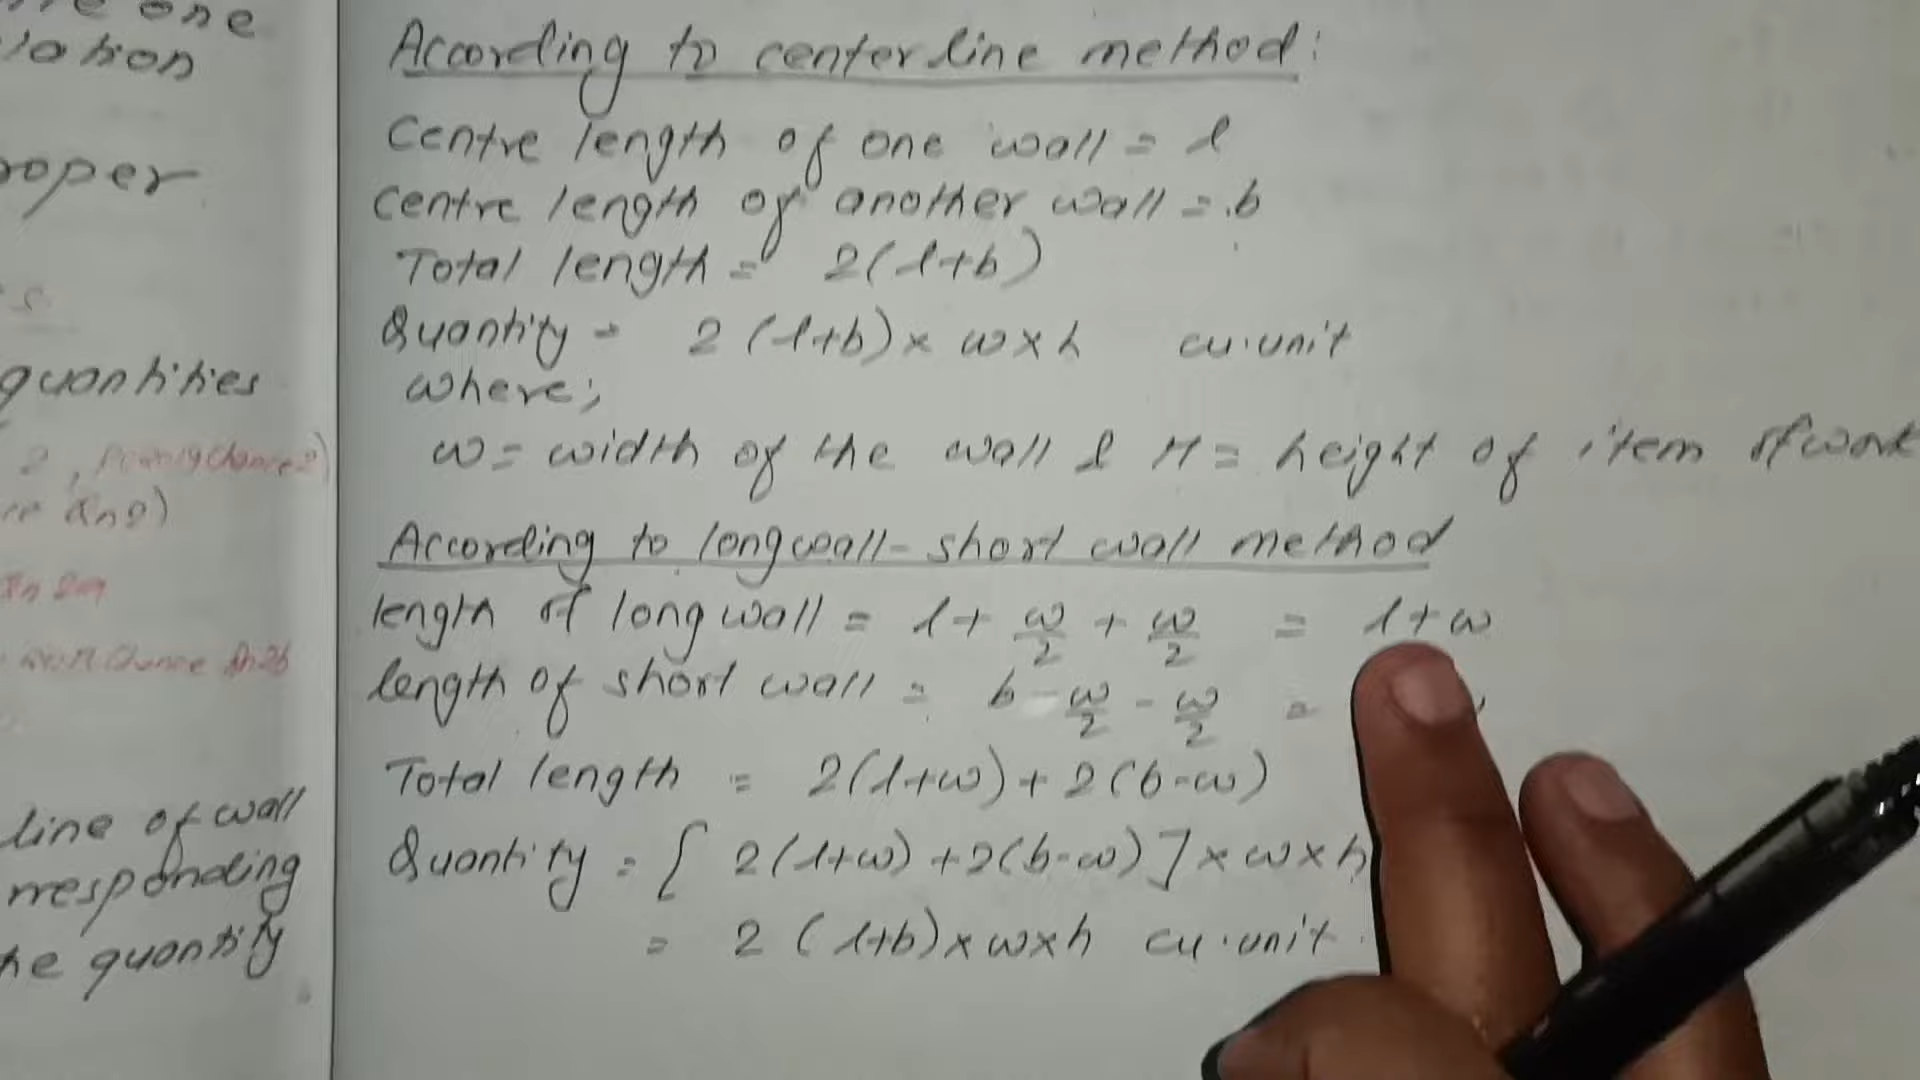 one
lation
roper
quantities
line of wall
rresponding
he quantity
According to centerline method:
Centre length of one wall = l
Centre length of another wall = b
Total length = 2(l+b)
Quantity = 2(l+b)× w×h cu.unit
where;
w = width of the wall & H = height of item of work
According to longwall-short wall method
length of long wall = l + w/2 + w/2 = l+w
length of short wall = b - w/2 - w/2 =
Total length = 2(l+w)+2(b-w)
Quantity = [2(l+w)+2(b-w)]×w×h
= 2(l+b)×w×h cu.unit